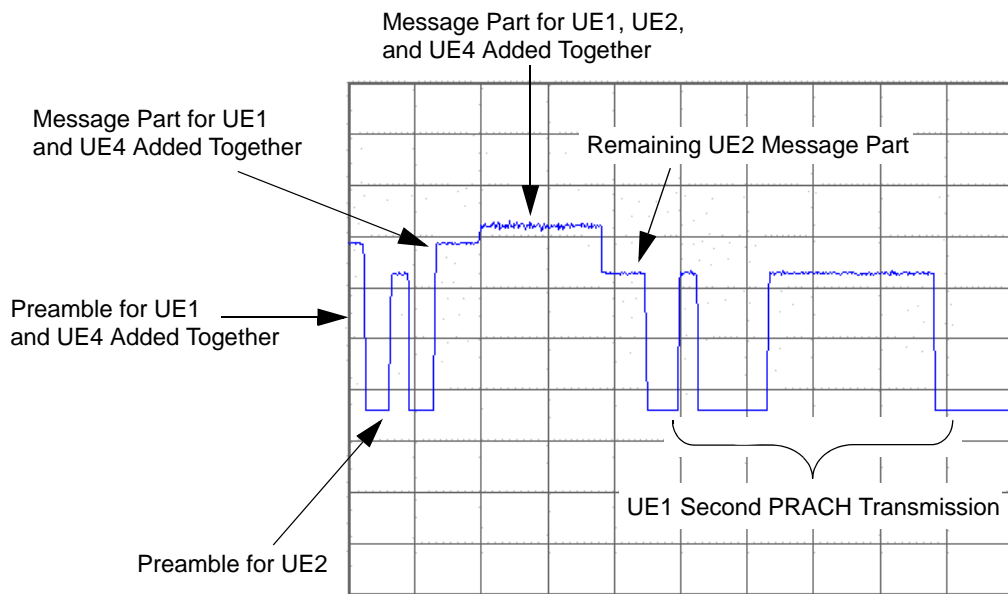 Message Part for UE1, UE2,
and UE4 Added Together
Message Part for UE1
and UE4 Added Together
Remaining UE2 Message Part
Preamble for UE1
and UE4 Added Together
UE1 Second PRACH Transmission
Preamble for UE2